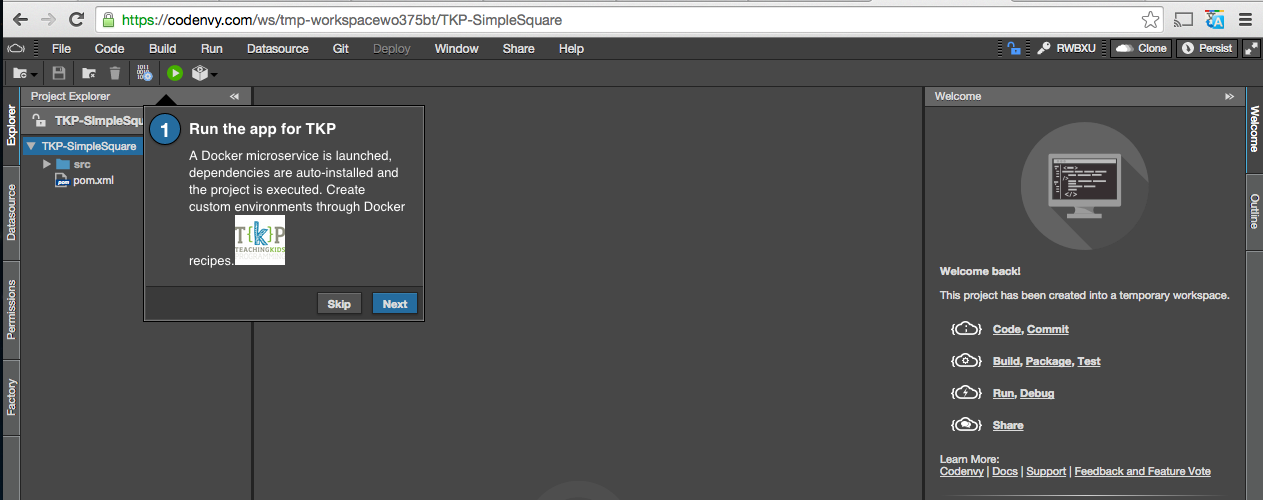 https://codenvy.com/ws/tmp-workspacewo375bt/TKP-SimpleSquare
File Code Build Run Datasource Git Deploy Window Share Help RWBXU Clone Persist
Project Explorer
TKP-SimpleSqu
TKP-SimpleSquare
src
pom.xml
Explorer
Datasource
Permissions
Factory
1 Run the app for TKP
A Docker microservice is launched,
dependencies are auto-installed and
the project is executed. Create
custom environments through Docker
T{k}P
TEACHINGKIDS
recipes.
Skip Next
Welcome
Welcome back!
This project has been created into a temporary workspace.
Code, Commit
Build, Package, Test
Run, Debug
Share
Learn More:
Codenvy | Docs | Support | Feedback and Feature Vote
Welcome
Outline